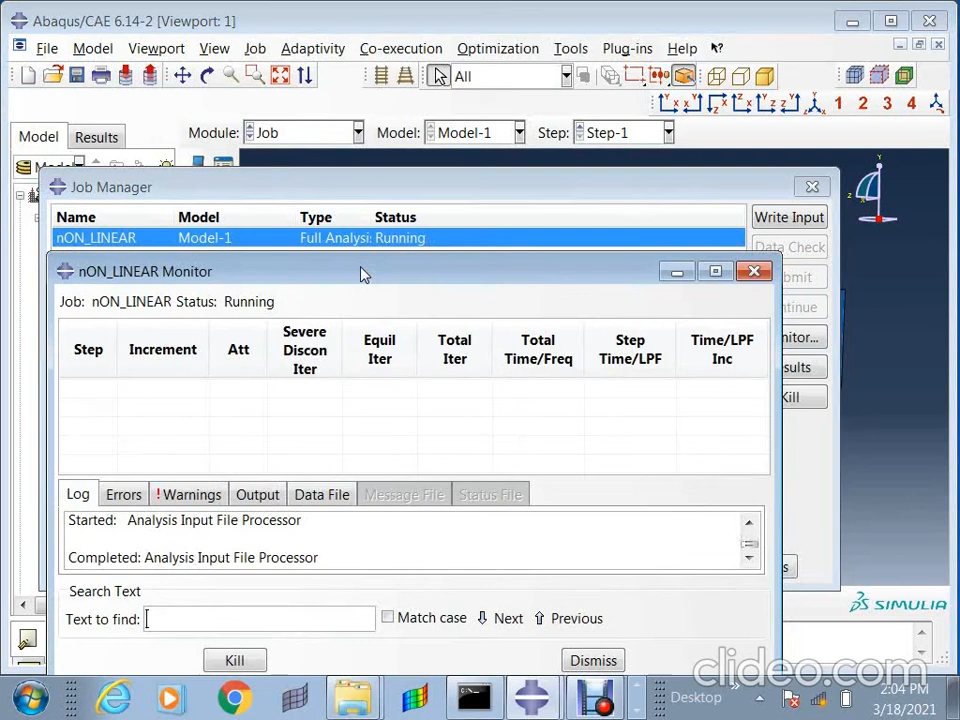 Abaqus/CAE 6.14-2 [Viewport: 1]
File Model Viewport View Job Adaptivity Co-execution Optimization Tools Plug-ins Help
All
1 2 3 4
Model Results
Module: Job Model: Model-1 Step: Step-1
Job Manager
Name Model Type Status
Write Input
nON_LINEAR Model-1 Full Analysi: Running
Data Check
nON_LINEAR Monitor
Job: nON_LINEAR Status: Running
Step Increment Att Severe Discon Iter Equil Iter Total Iter Total Time/Freq Step Time/LPF Time/LPF Inc
Kill
Log Errors !Warnings Output Data File Message File Status File
Started: Analysis Input File Processor
Completed: Analysis Input File Processor
Search Text
Text to find: Match case Next Previous
SIMULIA
Kill Dismiss
clideo.com
Desktop
2:04 PM
3/18/2021